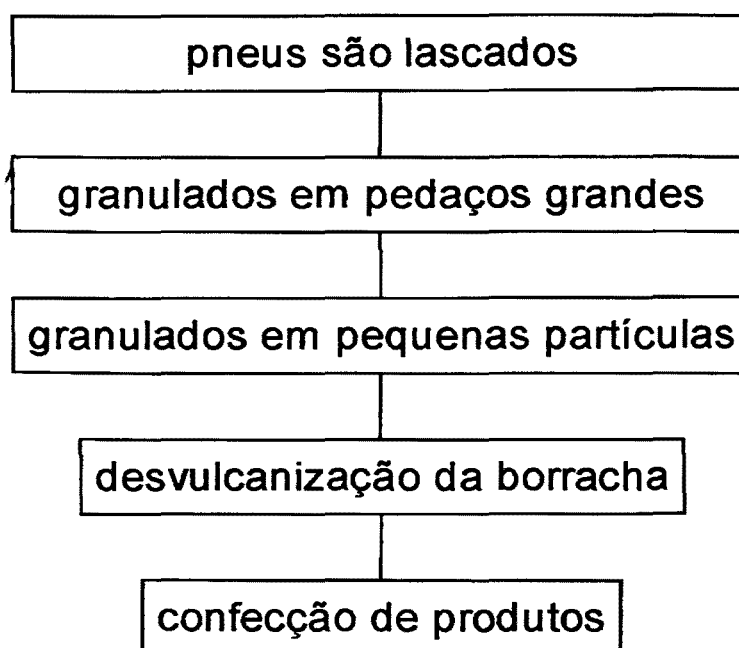 pneus são lascados
granulados em pedaços grandes
granulados em pequenas partículas
desvulcanização da borracha
confecção de produtos